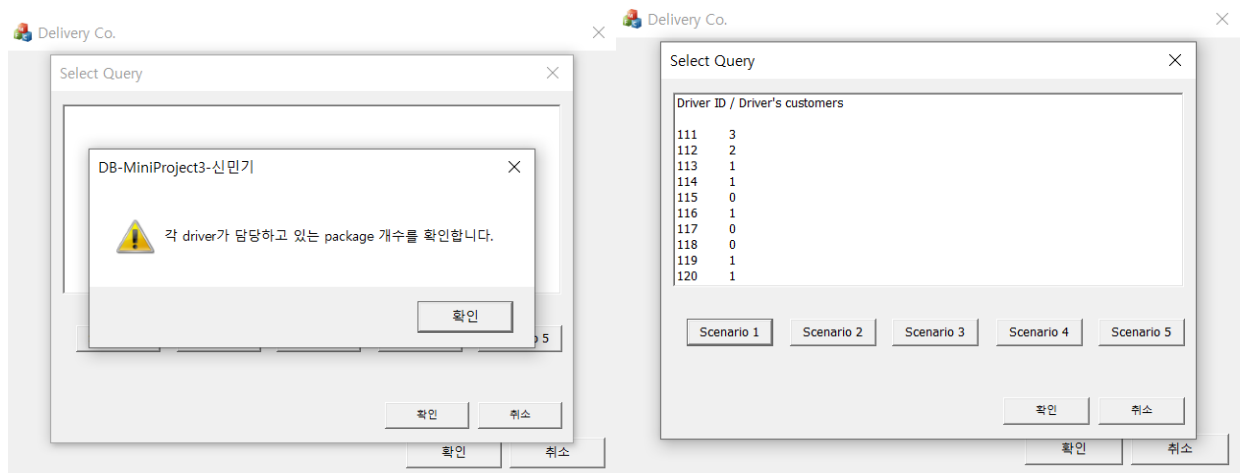 Delivery Co.
Select Query
DB-MiniProject3-신민기
각 driver가 담당하고 있는 package 개수를 확인합니다.
확인
5
확인
취소
확인
취소
Delivery Co.
Select Query
Driver ID / Driver's customers
111 3
112 2
113 1
114 1
115 0
116 1
117 0
118 0
119 1
120 1
Scenario 1
Scenario 2
Scenario 3
Scenario 4
Scenario 5
확인
취소
확인
취소